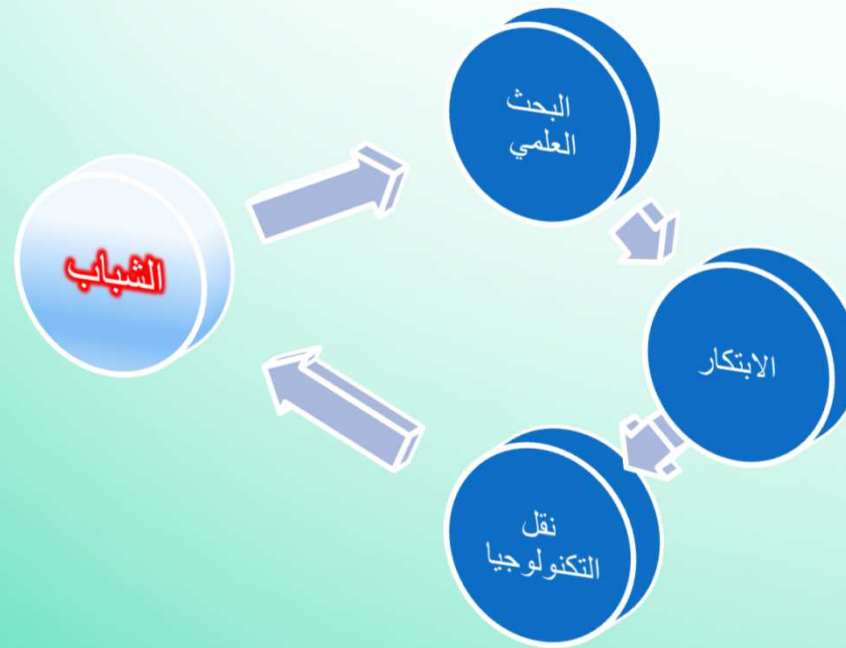 البحث
العلمي
الشباب
الابتكار
نقل
التكنولوجيا